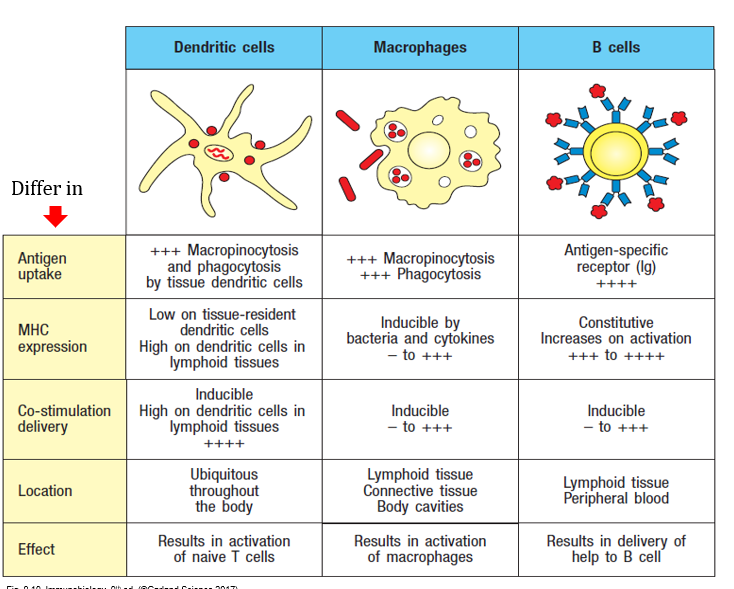 Dendritic cells
Macrophages
B cells
Differ in
Antigen
uptake
+++ Macropinocytosis
and phagocytosis
by tissue dendritic cells
+++ Macropinocytosis
+++ Phagocytosis
Antigen-specific
receptor (Ig)
++++
MHC
expression
Low on tissue-resident
dendritic cells
High on dendritic cells in
lymphoid tissues
Inducible by
bacteria and cytokines
– to +++
Constitutive
Increases on activation
+++ to ++++
Co-stimulation
delivery
Inducible
High on dendritic cells in
lymphoid tissues
++++
Inducible
– to +++
Inducible
– to +++
Location
Ubiquitous
throughout
the body
Lymphoid tissue
Connective tissue
Body cavities
Lymphoid tissue
Peripheral blood
Effect
Results in activation
of naive T cells
Results in activation
of macrophages
Results in delivery of
help to B cell
Immunobiology, ed. (©Garland Science 2017)